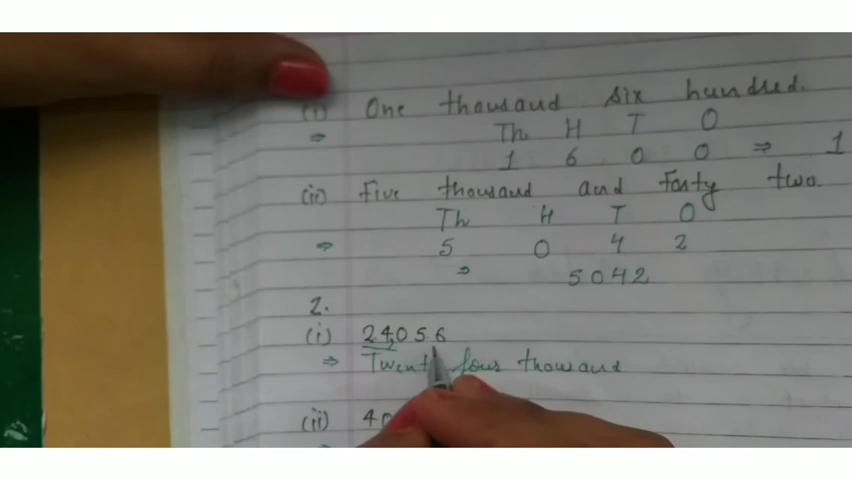 (i) One thousand six hundred.
Th H T O
⇒ 1 6 0 0 ⇒ 1
(ii) Five thousand and Forty two.
Th H T O
⇒ 5 0 4 2
⇒ 5042
2.
(i) 24,056
⇒ Twenty four thousand
(ii) 40